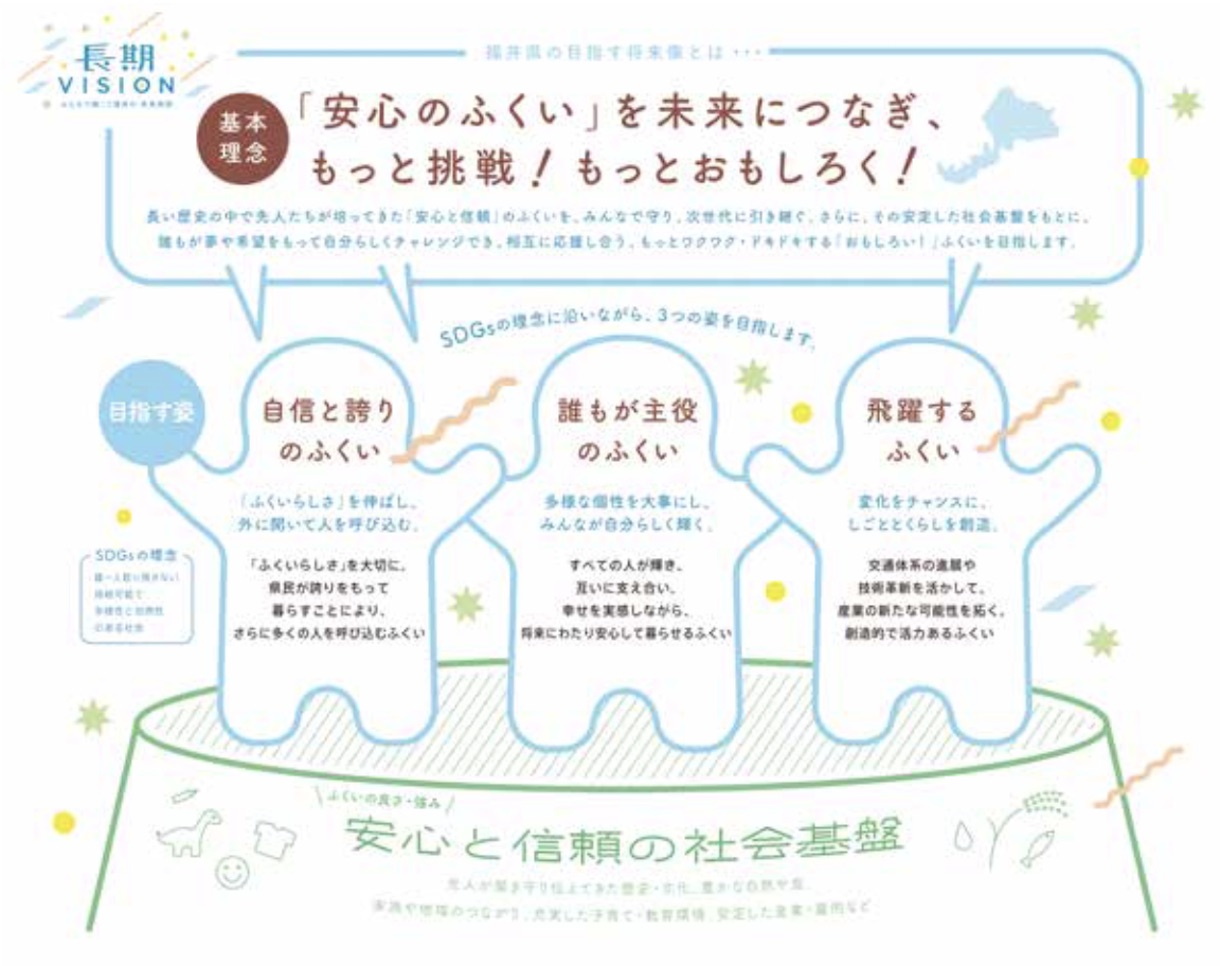 長期
VISION
福井県の目指す将来像とは・・・
基本
理念
「安心のふくい」を未来につなぎ、
もっと挑戦！もっとおもしろく！
長い歴史の中で先人たちが培ってきた「安心と信頼」のふくいを、みんなで守り、次世代に引き継ぐ。さらに、その安定した社会基盤をもとに、
誰もが夢や希望をもって自分らしくチャレンジでき、相互に応援し合う、もっとワクワク・ドキドキする「おもしろい！」ふくいを目指します。
SDGsの理念に沿いながら、3つの姿を目指します。
目指す姿
自信と誇り
のふくい
「ふくいらしさ」を伸ばし、
外に開いて人を呼び込む。
「ふくいらしさ」を大切に、
県民が誇りをもって
暮らすことにより、
さらに多くの人を呼び込むふくい
誰もが主役
のふくい
多様な個性を大事にし、
みんなが自分らしく輝く。
すべての人が輝き、
互いに支え合い、
幸せを実感しながら、
将来にわたり安心して暮らせるふくい
飛躍する
ふくい
変化をチャンスに、
しごととくらしを創造。
交通体系の進展や
技術革新を活かして、
産業の新たな可能性を拓く、
創造的で活力あるふくい
SDGsの理念
誰一人取り残さない
持続可能で
多様性と包摂性
のある社会
ふくいの良さ・強み
安心と信頼の社会基盤
先人が築き守り伝えてきた歴史・文化、豊かな自然や食、
家族や地域のつながり、充実した子育て・教育環境、安定した産業・雇用など